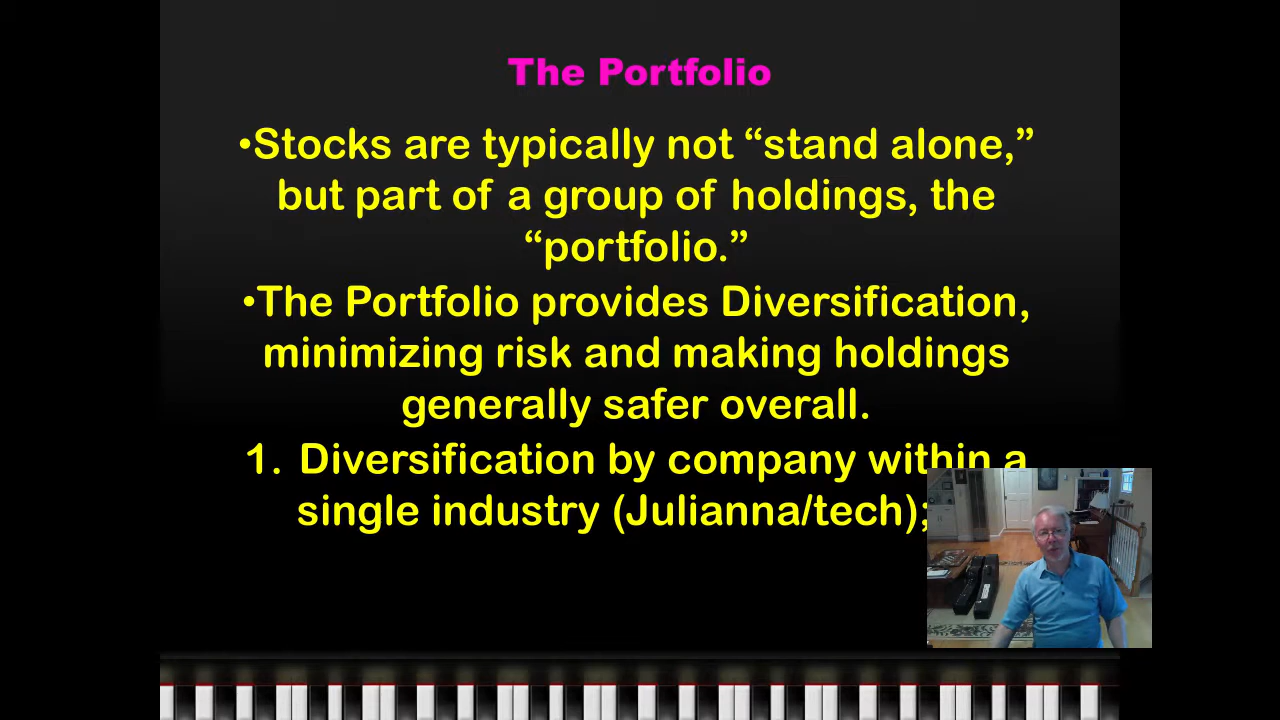 The Portfolio
•Stocks are typically not “stand alone,”
but part of a group of holdings, the
“portfolio.”
•The Portfolio provides Diversification,
minimizing risk and making holdings
generally safer overall.
1. Diversification by company within a
single industry (Julianna/tech);